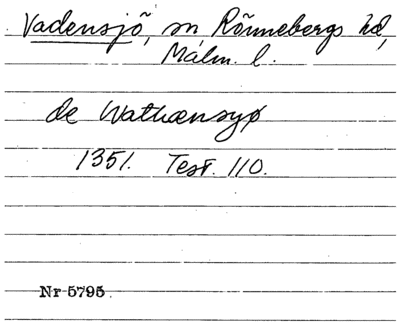 Vadensjö, sn Rönnebergs hd,
Malm. l.
de Wathænsyø
1351. Test. 110.
Nr 5795.